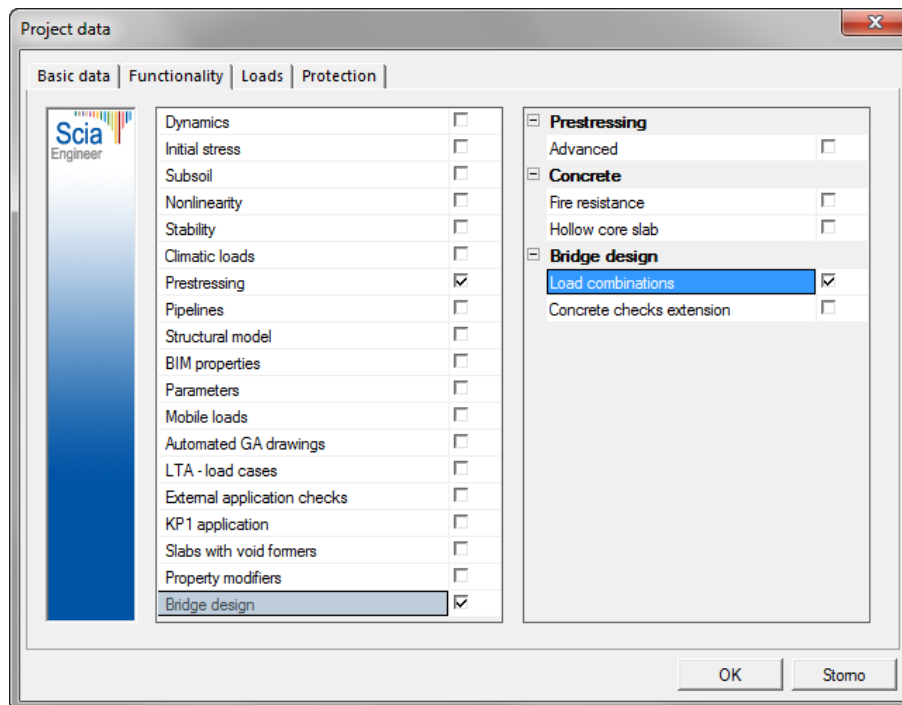 Project data
Basic data
Functionality
Loads
Protection
Scia
Engineer
Dynamics
Initial stress
Subsoil
Nonlinearity
Stability
Climatic loads
Prestressing
Pipelines
Structural model
BIM properties
Parameters
Mobile loads
Automated GA drawings
LTA - load cases
External application checks
KP1 application
Slabs with void formers
Property modifiers
Bridge design
Prestressing
Advanced
Concrete
Fire resistance
Hollow core slab
Bridge design
Load combinations
Concrete checks extension
OK
Storno